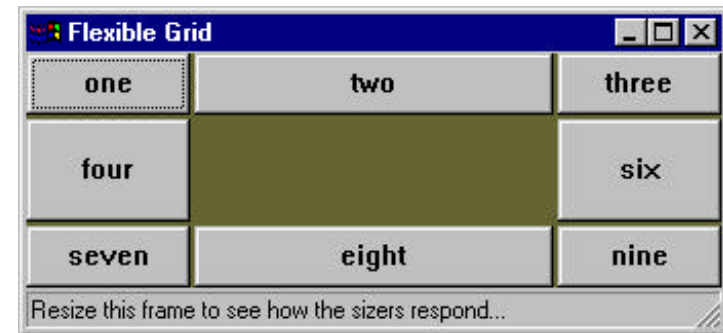 Flexible Grid
one two three
four six
seven eight nine
Resize this frame to see how the sizers respond...